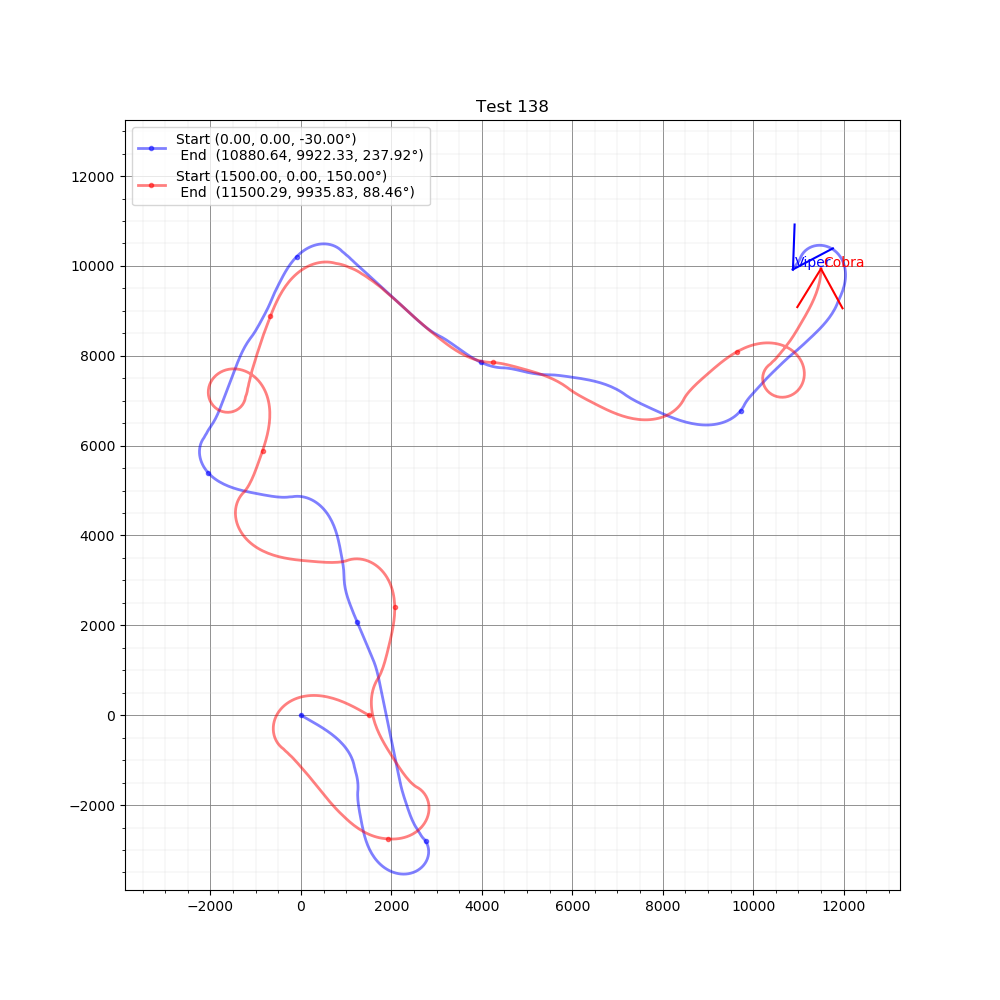 Test 138
Start (0.00, 0.00, -30.00°)
End (10880.64, 9922.33, 237.92°)
Start (1500.00, 0.00, 150.00°)
End (11500.29, 9935.83, 88.46°)
12000
10000
8000
6000
4000
2000
0
−2000
Viper
Cobra
−2000 0 2000 4000 6000 8000 10000 12000